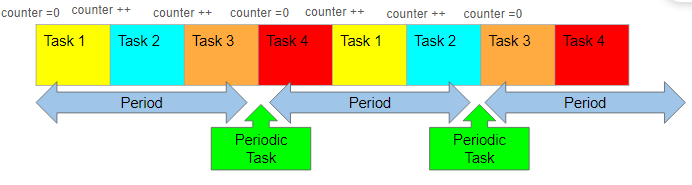 counter =0 counter ++ counter ++ counter =0 counter ++ counter ++ counter =0
Task 1 Task 2 Task 3 Task 4 Task 1 Task 2 Task 3 Task 4
Period Period Period
Periodic Periodic
Task Task